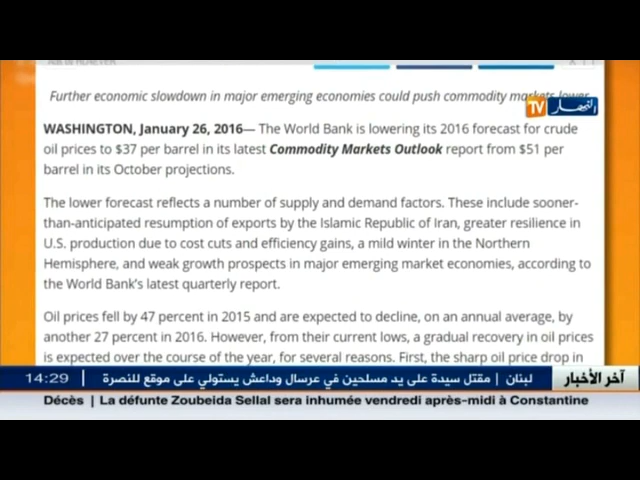 Further economic slowdown in major emerging economies could push commodity markets lower
TV النهار
WASHINGTON, January 26, 2016— The World Bank is lowering its 2016 forecast for crude
oil prices to $37 per barrel in its latest Commodity Markets Outlook report from $51 per
barrel in its October projections.
The lower forecast reflects a number of supply and demand factors. These include sooner-
than-anticipated resumption of exports by the Islamic Republic of Iran, greater resilience in
U.S. production due to cost cuts and efficiency gains, a mild winter in the Northern
Hemisphere, and weak growth prospects in major emerging market economies, according to
the World Bank's latest quarterly report.
Oil prices fell by 47 percent in 2015 and are expected to decline, on an annual average, by
another 27 percent in 2016. However, from their current lows, a gradual recovery in oil prices
is expected over the course of the year, for several reasons. First, the sharp oil price drop in
آخر الأخبار
لبنان | مقتل سيدة على يد مسلحين في عرسال وداعش يستولي على موقع للنصرة
14:29
Décès | La défunte Zoubeida Sellal sera inhumée vendredi après-midi à Constantine